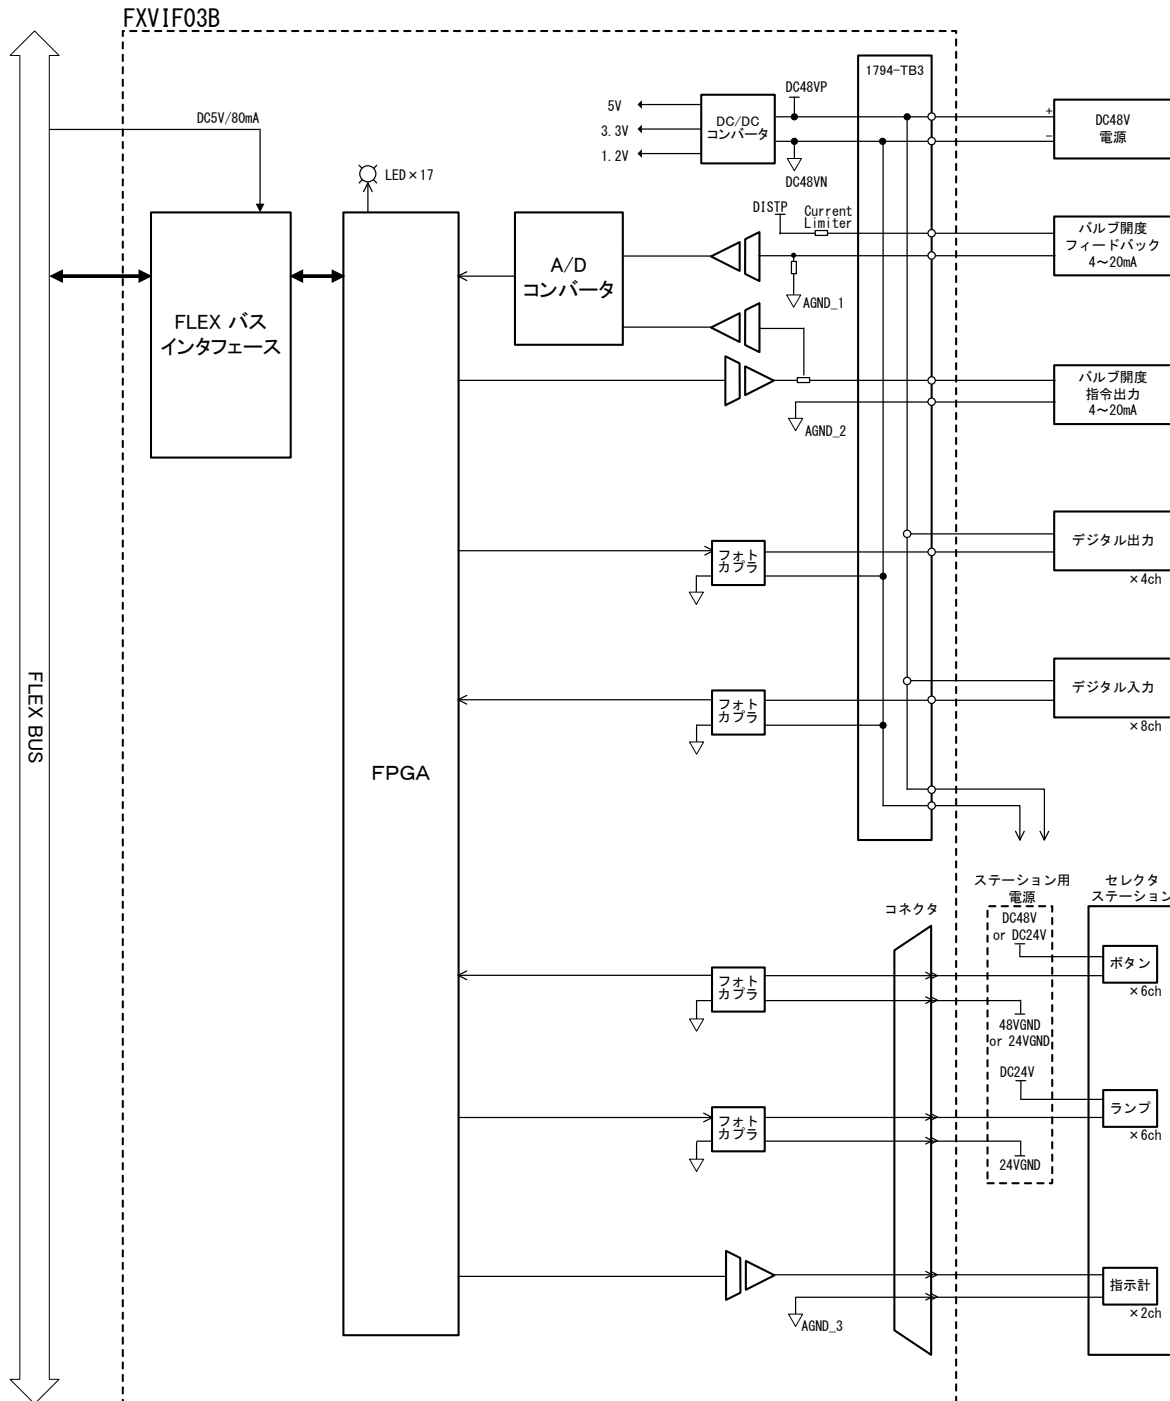 FXVIF03B
1794-TB3
DC48VP
DC5V/80mA
5V
3.3V
1.2V
DC/DC
コンバータ
DC48VN
+
−
DC48V
電源
LED×17
DISTP
Current
Limiter
バルブ開度
フィードバック
4～20mA
A/D
コンバータ
AGND_1
FLEX バス
インタフェース
バルブ開度
指令出力
4～20mA
AGND_2
フォト
カプラ
デジタル出力
×4ch
フォト
カプラ
デジタル入力
×8ch
FLEX BUS
FPGA
コネクタ
ステーション用
電源
セレクタ
ステーション
DC48V
or DC24V
フォト
カプラ
ボタン
×6ch
48VGND
or 24VGND
DC24V
フォト
カプラ
ランプ
×6ch
24VGND
指示計
×2ch
AGND_3